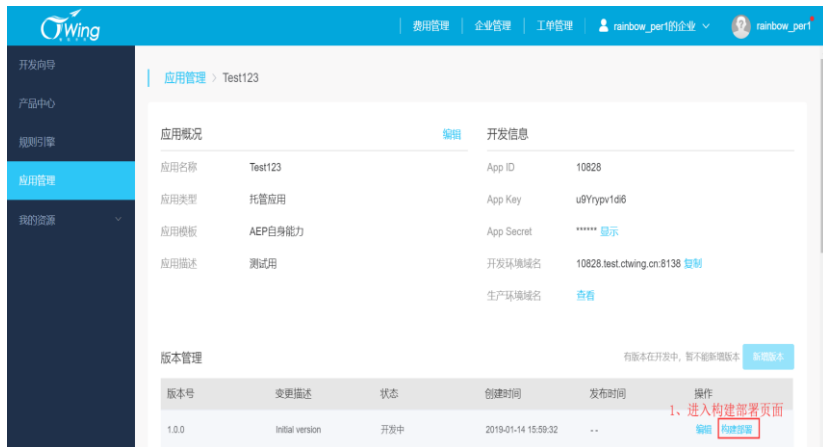 CTWing
费用管理
企业管理
工单管理
rainbow_per1的企业
rainbow_per1
开发向导
产品中心
规则引擎
应用管理
我的资源
应用管理 > Test123
应用概况 编辑
应用名称 Test123
应用类型 托管应用
应用模板 AEP自身能力
应用描述 测试用
开发信息
App ID 10828
App Key u9Yrypv1di6
App Secret ****** 显示
开发环境域名 10828.test.ctwing.cn:8138 复制
生产环境域名 查看
版本管理 有版本在开发中，暂不能新增版本 新增版本
版本号 变更描述 状态 创建时间 发布时间 操作
1、进入构建部署页面
1.0.0 Initial version 开发中 2019-01-14 15:59:32 - - 编辑 构建部署